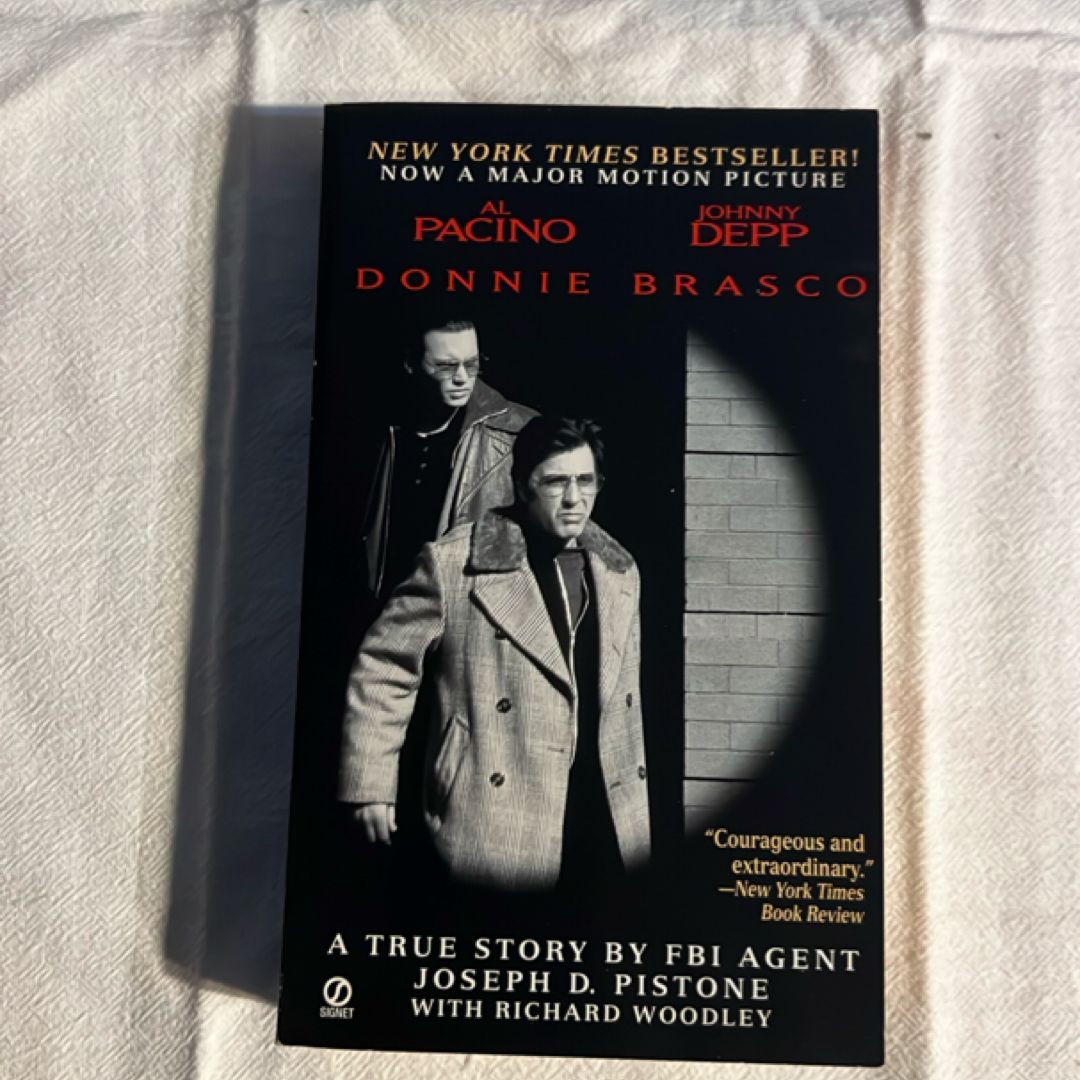 NEW YORK TIMES BESTSELLER!
NOW A MAJOR MOTION PICTURE
AL
PACINO
JOHNNY
DEPP
DONNIE BRASCO
"Courageous and
extraordinary."
—New York Times
Book Review
A TRUE STORY BY FBI AGENT
JOSEPH D. PISTONE
WITH RICHARD WOODLEY
SIGNET